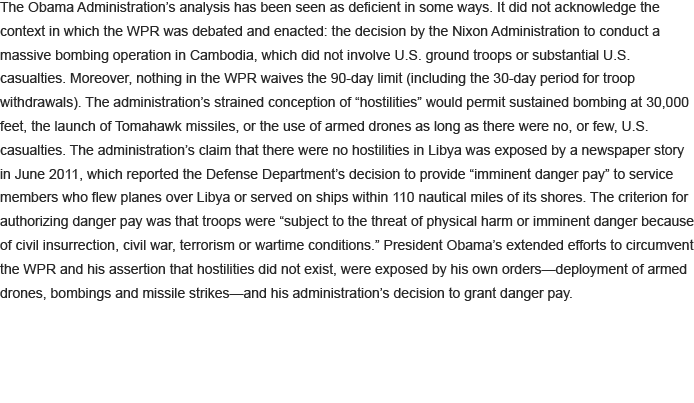 The Obama Administration’s analysis has been seen as deficient in some ways. It did not acknowledge the
context in which the WPR was debated and enacted: the decision by the Nixon Administration to conduct a
massive bombing operation in Cambodia, which did not involve U.S. ground troops or substantial U.S.
casualties. Moreover, nothing in the WPR waives the 90-day limit (including the 30-day period for troop
withdrawals). The administration’s strained conception of “hostilities” would permit sustained bombing at 30,000
feet, the launch of Tomahawk missiles, or the use of armed drones as long as there were no, or few, U.S.
casualties. The administration’s claim that there were no hostilities in Libya was exposed by a newspaper story
in June 2011, which reported the Defense Department’s decision to provide “imminent danger pay” to service
members who flew planes over Libya or served on ships within 110 nautical miles of its shores. The criterion for
authorizing danger pay was that troops were “subject to the threat of physical harm or imminent danger because
of civil insurrection, civil war, terrorism or wartime conditions.” President Obama’s extended efforts to circumvent
the WPR and his assertion that hostilities did not exist, were exposed by his own orders—deployment of armed
drones, bombings and missile strikes—and his administration’s decision to grant danger pay.